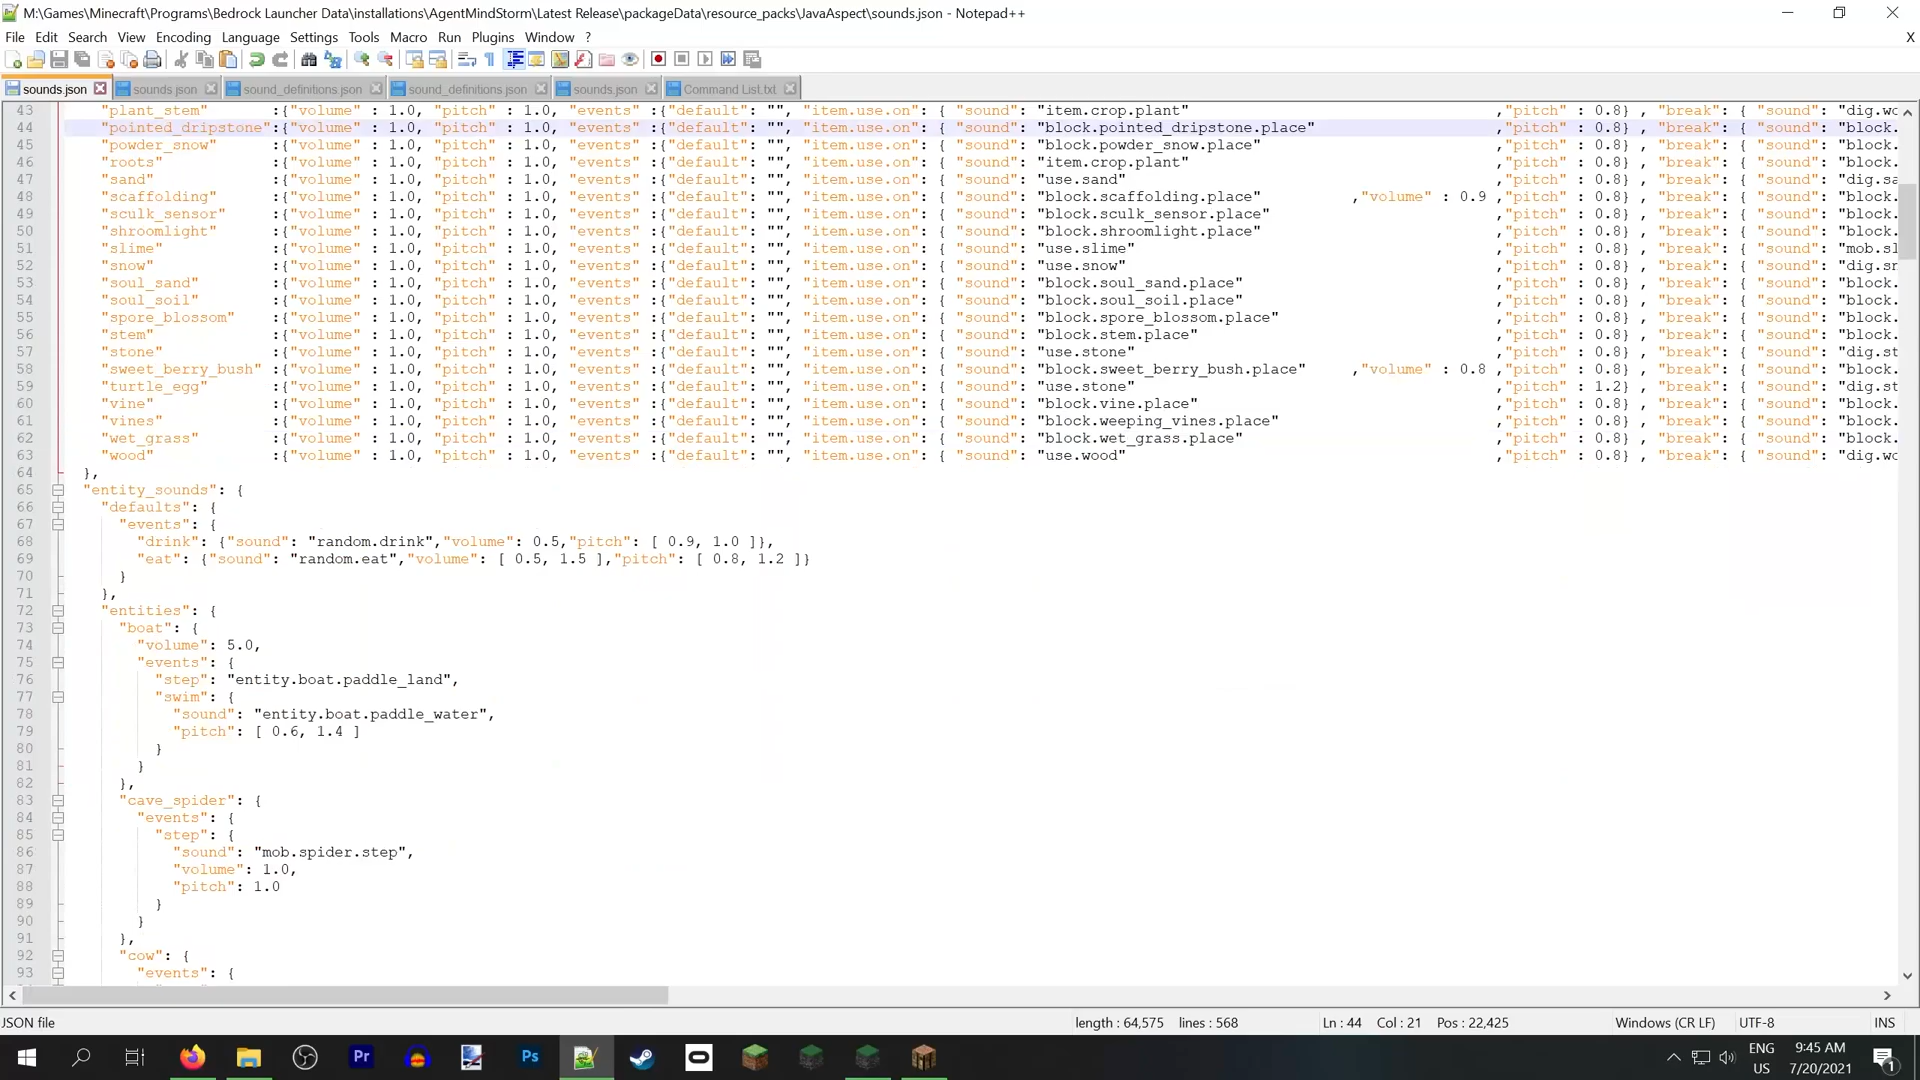 M:\Games\Minecraft\Programs\Bedrock Launcher Data\installations\AgentMindStorm\Latest Release\packageData\resource_packs\JavaAspect\sounds.json - Notepad++
File Edit Search View Encoding Language Settings Tools Macro Run Plugins Window ? X
sounds.json sounds.json sound_definitions.json sound_definitions.json sounds.json Command List.txt
43 "plant_stem" :{"volume" : 1.0, "pitch" : 1.0, "events" :{"default": "", "item.use.on": { "sound": "item.crop.plant" ,"pitch" : 0.8} , "break": { "sound": "dig.wo
44 "pointed_dripstone":{"volume" : 1.0, "pitch" : 1.0, "events" :{"default": "", "item.use.on": { "sound": "block.pointed_dripstone.place" ,"pitch" : 0.8} , "break": { "sound": "block.
45 "powder_snow" :{"volume" : 1.0, "pitch" : 1.0, "events" :{"default": "", "item.use.on": { "sound": "block.powder_snow.place" ,"pitch" : 0.8} , "break": { "sound": "block.
46 "roots" :{"volume" : 1.0, "pitch" : 1.0, "events" :{"default": "", "item.use.on": { "sound": "item.crop.plant" ,"pitch" : 0.8} , "break": { "sound": "block.
47 "sand" :{"volume" : 1.0, "pitch" : 1.0, "events" :{"default": "", "item.use.on": { "sound": "use.sand" ,"pitch" : 0.8} , "break": { "sound": "dig.sa
48 "scaffolding" :{"volume" : 1.0, "pitch" : 1.0, "events" :{"default": "", "item.use.on": { "sound": "block.scaffolding.place" ,"volume" : 0.9 ,"pitch" : 0.8} , "break": { "sound": "block.
49 "sculk_sensor" :{"volume" : 1.0, "pitch" : 1.0, "events" :{"default": "", "item.use.on": { "sound": "block.sculk_sensor.place" ,"pitch" : 0.8} , "break": { "sound": "block.
50 "shroomlight" :{"volume" : 1.0, "pitch" : 1.0, "events" :{"default": "", "item.use.on": { "sound": "block.shroomlight.place" ,"pitch" : 0.8} , "break": { "sound": "block.
51 "slime" :{"volume" : 1.0, "pitch" : 1.0, "events" :{"default": "", "item.use.on": { "sound": "use.slime" ,"pitch" : 0.8} , "break": { "sound": "mob.sl
52 "snow" :{"volume" : 1.0, "pitch" : 1.0, "events" :{"default": "", "item.use.on": { "sound": "use.snow" ,"pitch" : 0.8} , "break": { "sound": "dig.sn
53 "soul_sand" :{"volume" : 1.0, "pitch" : 1.0, "events" :{"default": "", "item.use.on": { "sound": "block.soul_sand.place" ,"pitch" : 0.8} , "break": { "sound": "block.
54 "soul_soil" :{"volume" : 1.0, "pitch" : 1.0, "events" :{"default": "", "item.use.on": { "sound": "block.soul_soil.place" ,"pitch" : 0.8} , "break": { "sound": "block.
55 "spore_blossom" :{"volume" : 1.0, "pitch" : 1.0, "events" :{"default": "", "item.use.on": { "sound": "block.spore_blossom.place" ,"pitch" : 0.8} , "break": { "sound": "block.
56 "stem" :{"volume" : 1.0, "pitch" : 1.0, "events" :{"default": "", "item.use.on": { "sound": "block.stem.place" ,"pitch" : 0.8} , "break": { "sound": "block.
57 "stone" :{"volume" : 1.0, "pitch" : 1.0, "events" :{"default": "", "item.use.on": { "sound": "use.stone" ,"pitch" : 0.8} , "break": { "sound": "dig.st
58 "sweet_berry_bush" :{"volume" : 1.0, "pitch" : 1.0, "events" :{"default": "", "item.use.on": { "sound": "block.sweet_berry_bush.place" ,"volume" : 0.8 ,"pitch" : 0.8} , "break": { "sound": "block.
59 "turtle_egg" :{"volume" : 1.0, "pitch" : 1.0, "events" :{"default": "", "item.use.on": { "sound": "use.stone" ,"pitch" : 1.2} , "break": { "sound": "dig.st
60 "vine" :{"volume" : 1.0, "pitch" : 1.0, "events" :{"default": "", "item.use.on": { "sound": "block.vine.place" ,"pitch" : 0.8} , "break": { "sound": "block.
61 "vines" :{"volume" : 1.0, "pitch" : 1.0, "events" :{"default": "", "item.use.on": { "sound": "block.weeping_vines.place" ,"pitch" : 0.8} , "break": { "sound": "block.
62 "wet_grass" :{"volume" : 1.0, "pitch" : 1.0, "events" :{"default": "", "item.use.on": { "sound": "block.wet_grass.place" ,"pitch" : 0.8} , "break": { "sound": "block.
63 "wood" :{"volume" : 1.0, "pitch" : 1.0, "events" :{"default": "", "item.use.on": { "sound": "use.wood" ,"pitch" : 0.8} , "break": { "sound": "dig.wo
64 },
65 "entity_sounds": {
66 "defaults": {
67 "events": {
68 "drink": {"sound": "random.drink","volume": 0.5,"pitch": [ 0.9, 1.0 ]},
69 "eat": {"sound": "random.eat","volume": [ 0.5, 1.5 ],"pitch": [ 0.8, 1.2 ]}
70 }
71 },
72 "entities": {
73 "boat": {
74 "volume": 5.0,
75 "events": {
76 "step": "entity.boat.paddle_land",
77 "swim": {
78 "sound": "entity.boat.paddle_water",
79 "pitch": [ 0.6, 1.4 ]
80 }
81 }
82 },
83 "cave_spider": {
84 "events": {
85 "step": {
86 "sound": "mob.spider.step",
87 "volume": 1.0,
88 "pitch": 1.0
89 }
90 }
91 },
92 "cow": {
93 "events": {
JSON file length : 64,575 lines : 568 Ln : 44 Col : 21 Pos : 22,425 Windows (CR LF) UTF-8 INS
Pr Ps ENG 9:45 AM
US 7/20/2021 1